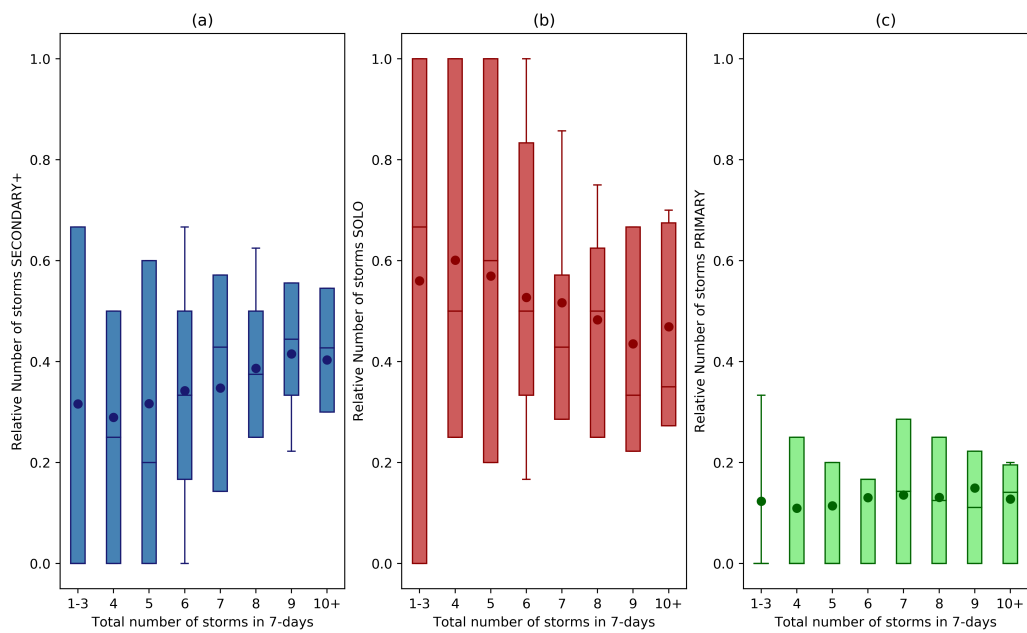 (a)
Relative Number of storms SECONDARY+
1.0
0.8
0.6
0.4
0.2
0.0
1-3 4 5 6 7 8 9 10+
Total number of storms in 7-days
(b)
Relative Number of storms SOLO
1.0
0.8
0.6
0.4
0.2
0.0
1-3 4 5 6 7 8 9 10+
Total number of storms in 7-days
(c)
Relative Number of storms PRIMARY
1.0
0.8
0.6
0.4
0.2
0.0
1-3 4 5 6 7 8 9 10+
Total number of storms in 7-days